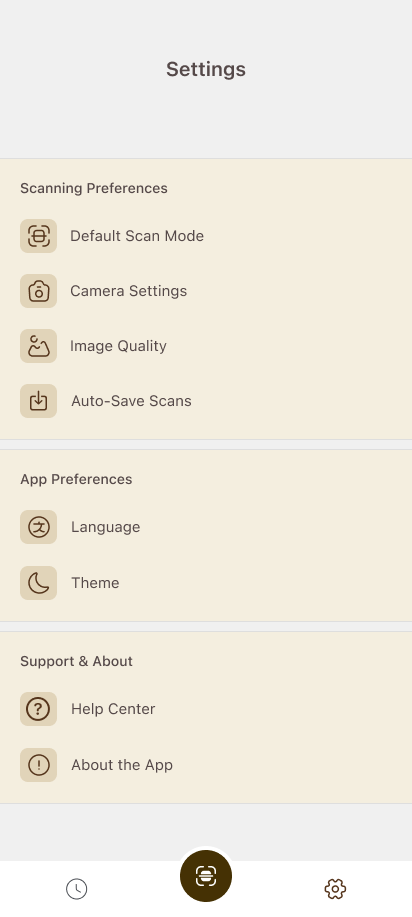 Settings
Scanning Preferences
Default Scan Mode
Camera Settings
Image Quality
Auto-Save Scans
App Preferences
文
Language
Theme
Support & About
?
Help Center
!
About the App